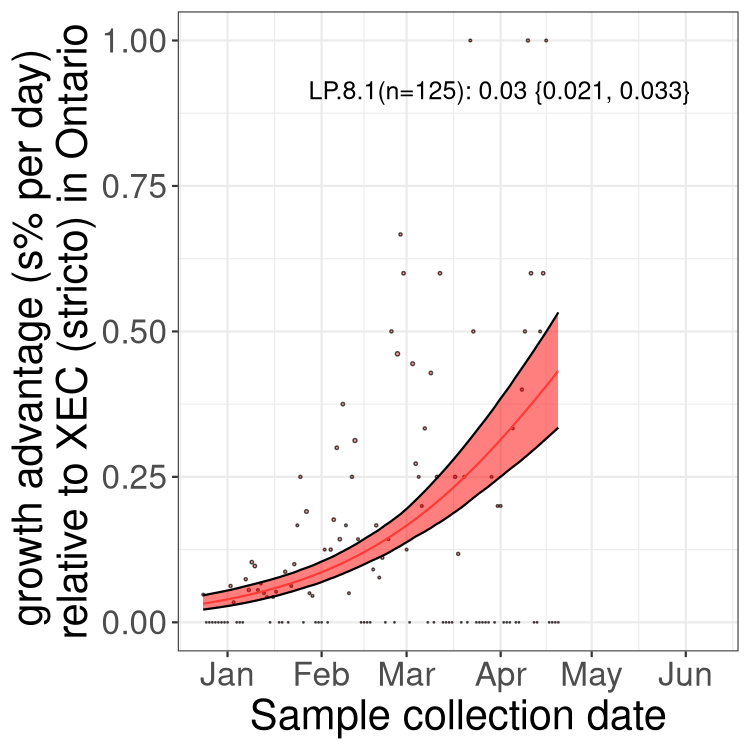 growth advantage (s% per day)
relative to XEC (stricto) in Ontario
1.00
LP.8.1(n=125): 0.03 {0.021, 0.033}
0.75
0.50
0.25
0.00
Jan Feb Mar Apr May Jun
Sample collection date